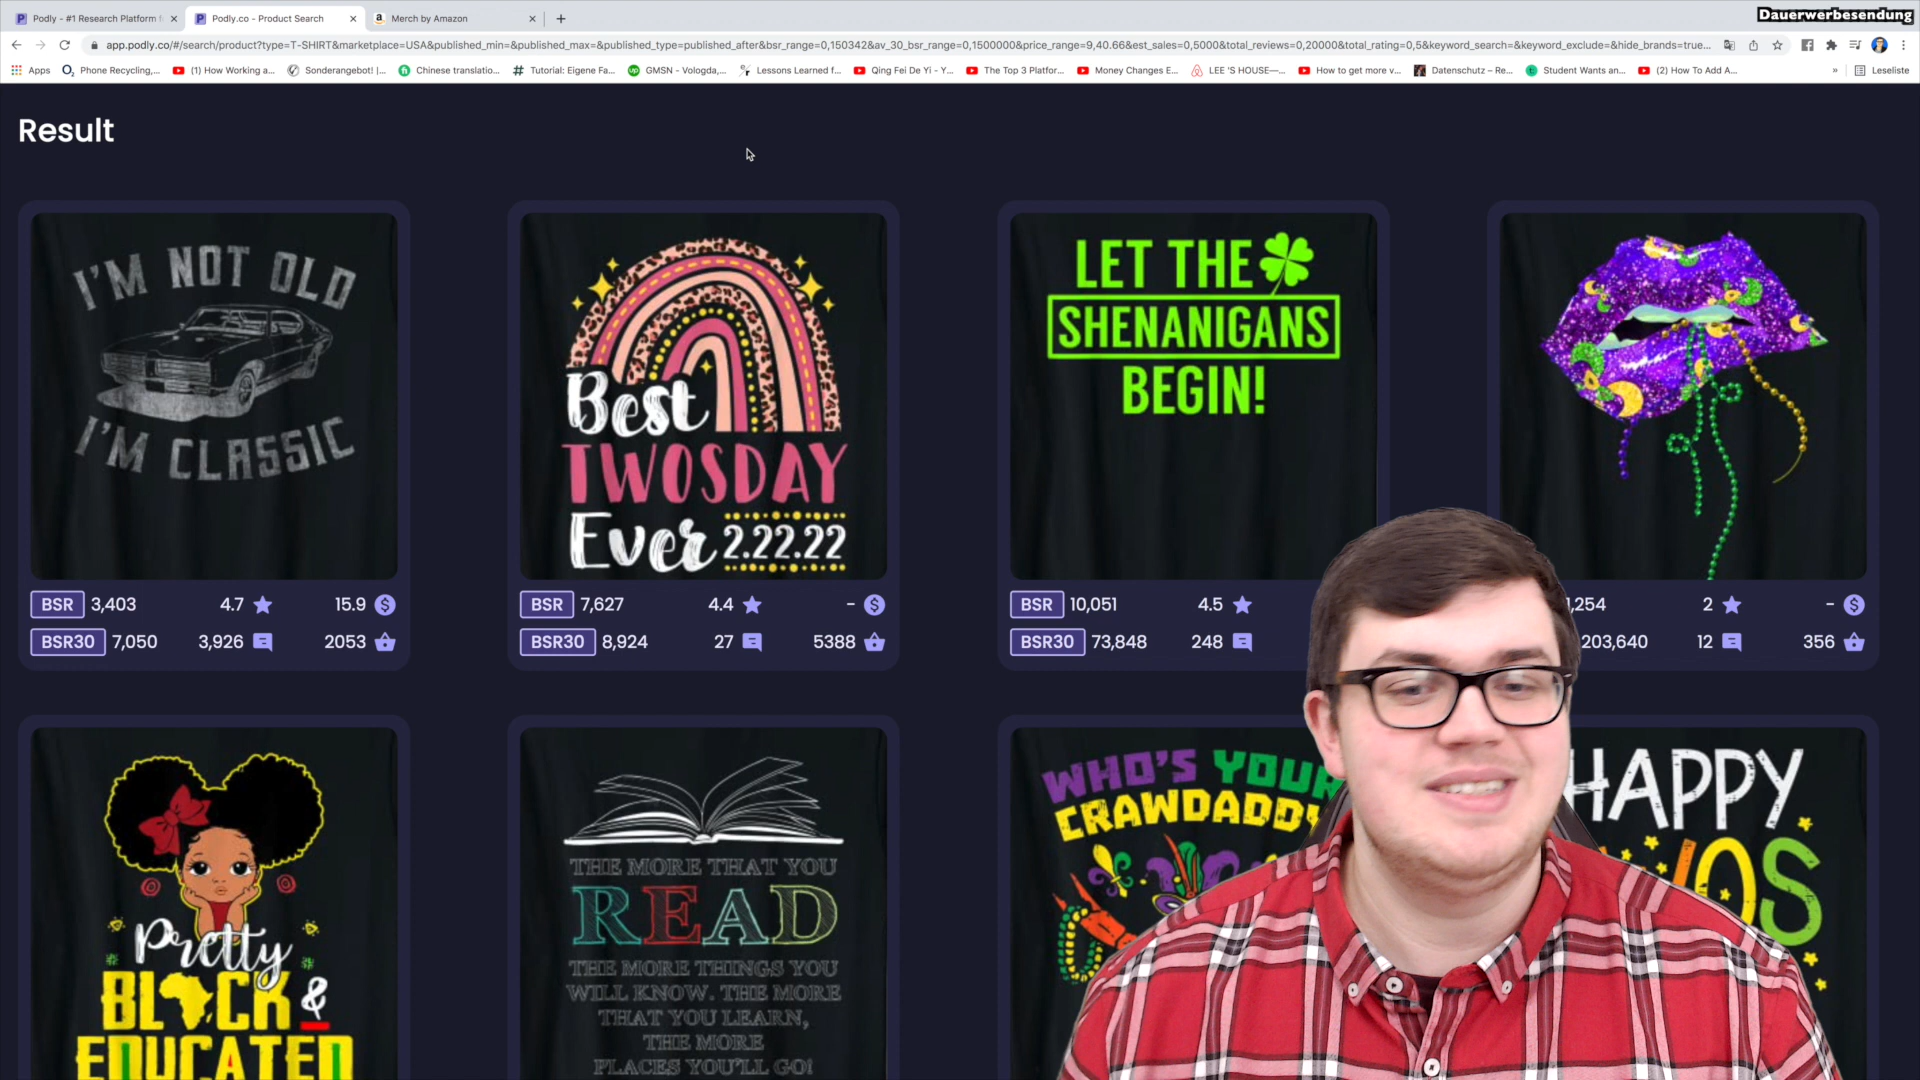 Podly - #1 Research Platform f
Podly.co - Product Search
Merch by Amazon
Dauerwerbesendung
app.podly.co/#/search/product?type=T-SHIRT&marketplace=USA&published_min=&published_max=&published_type=published_after&bsr_range=0,150342&av_30_bsr_range=0,1500000&price_range=9,40.66&est_sales=0,5000&total_reviews=0,20000&total_rating=0,5&keyword_search=&keyword_exclude=&hide_brands=true...
Apps
Phone Recycling,...
(1) How Working a...
Sonderangebot! |...
Chinese translatio...
Tutorial: Eigene Fa...
GMSN - Vologda,...
Lessons Learned f...
Qing Fei De Yi - Y...
The Top 3 Platfor...
Money Changes E...
LEE 'S HOUSE—...
How to get more v...
Datenschutz – Re...
Student Wants an...
(2) How To Add A...
»
Leseliste
Result
I'M NOT OLD
I'M CLASSIC
BSR 3,403 4.7 15.9
BSR30 7,050 3,926 2053
Best
TWOSDAY
Ever 2.22.22
BSR 7,627 4.4 -
BSR30 8,924 27 5388
LET THE
SHENANIGANS
BEGIN!
BSR 10,051 4.5
BSR30 73,848 248
,254 2 -
203,640 12 356
Pretty
BLACK &
EDUCATED
THE MORE THAT YOU
READ
THE MORE THINGS YOU
WILL KNOW. THE MORE
THAT YOU LEARN,
THE MORE
PLACES YOU'LL GO!
WHO'S YOUR
CRAWDADDY
HAPPY